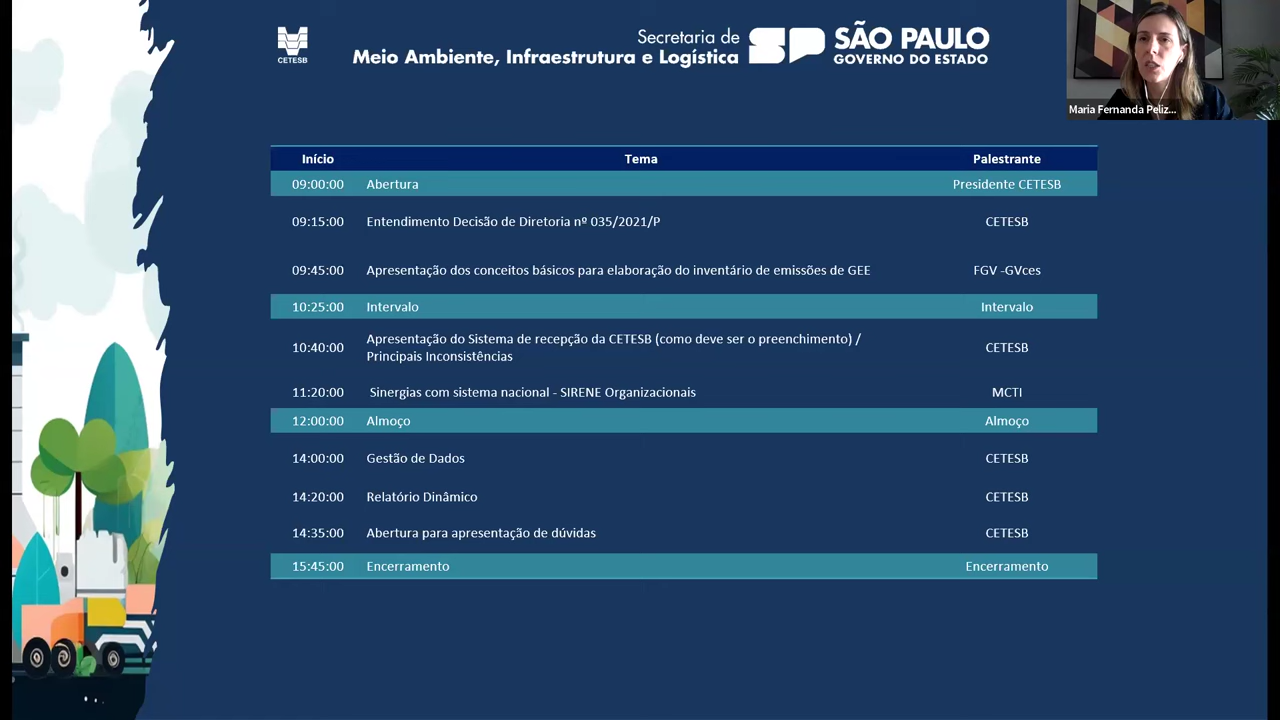 CETESB
Secretaria de
Meio Ambiente, Infraestrutura e Logística
SP
SÃO PAULO
GOVERNO DO ESTADO
Maria Fernanda Peliz...
Início Tema Palestrante
09:00:00 Abertura Presidente CETESB
09:15:00 Entendimento Decisão de Diretoria nº 035/2021/P CETESB
09:45:00 Apresentação dos conceitos básicos para elaboração do inventário de emissões de GEE FGV -GVces
10:25:00 Intervalo Intervalo
10:40:00 Apresentação do Sistema de recepção da CETESB (como deve ser o preenchimento) /
Principais Inconsistências CETESB
11:20:00 Sinergias com sistema nacional - SIRENE Organizacionais MCTI
12:00:00 Almoço Almoço
14:00:00 Gestão de Dados CETESB
14:20:00 Relatório Dinâmico CETESB
14:35:00 Abertura para apresentação de dúvidas CETESB
15:45:00 Encerramento Encerramento